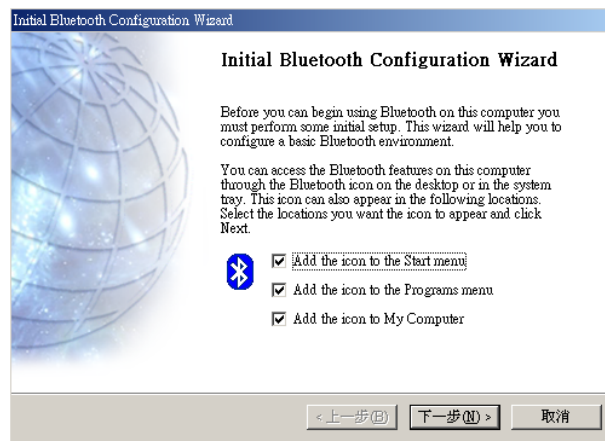 Initial Bluetooth Configuration Wizard
Initial Bluetooth Configuration Wizard
Before you can begin using Bluetooth on this computer you
must perform some initial setup. This wizard will help you to
configure a basic Bluetooth environment.
You can access the Bluetooth features on this computer
through the Bluetooth icon on the desktop or in the system
tray. This icon can also appear in the following locations.
Select the locations you want the icon to appear and click
Next.
Add the icon to the Start menu
Add the icon to the Programs menu
Add the icon to My Computer
<上一步(B) 下一步(N)> 取消